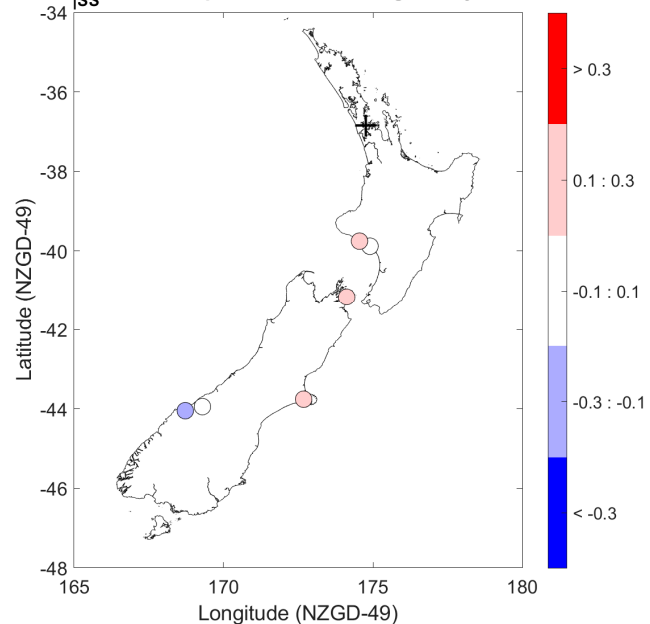 -34
-36
-38
-40
-42
-44
-46
-48
165
170
175
180
Latitude (NZGD-49)
Longitude (NZGD-49)
> 0.3
0.1 : 0.3
-0.1 : 0.1
-0.3 : -0.1
< -0.3